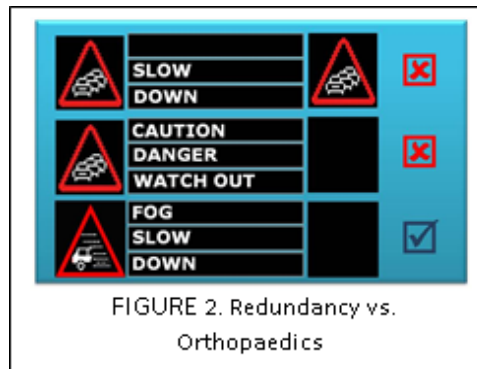 SLOW
DOWN
CAUTION
DANGER
WATCH OUT
FOG
SLOW
DOWN
FIGURE 2. Redundancy vs.
Orthopaedics